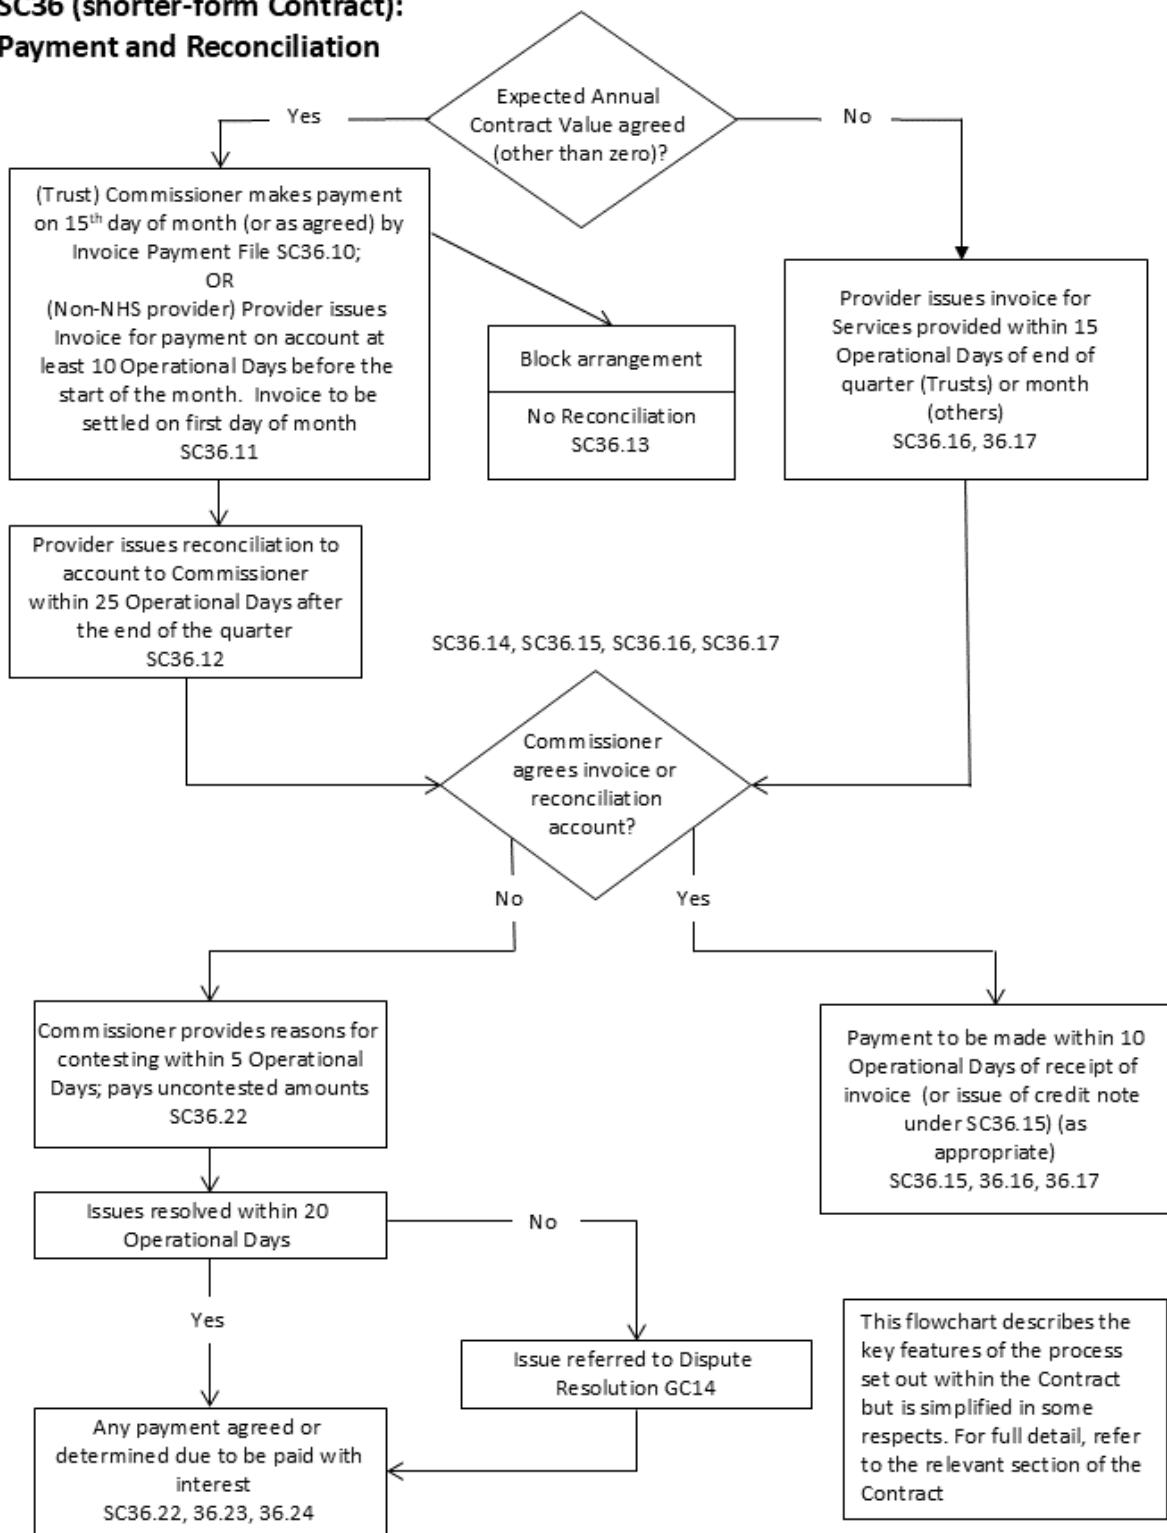 SC36 (shorter-form Contract):
Payment and Reconciliation
Expected Annual
Contract Value agreed
(other than zero)?
Yes
No
(Trust) Commissioner makes payment
on 15th day of month (or as agreed) by
Invoice Payment File SC36.10;
OR
(Non-NHS provider) Provider issues
Invoice for payment on account at
least 10 Operational Days before the
start of the month. Invoice to be
settled on first day of month
SC36.11
Block arrangement
No Reconciliation
SC36.13
Provider issues invoice for
Services provided within 15
Operational Days of end of
quarter (Trusts) or month
(others)
SC36.16, 36.17
Provider issues reconciliation to
account to Commissioner
within 25 Operational Days after
the end of the quarter
SC36.12
SC36.14, SC36.15, SC36.16, SC36.17
Commissioner
agrees invoice or
reconciliation
account?
No
Yes
Commissioner provides reasons for
contesting within 5 Operational
Days; pays uncontested amounts
SC36.22
Payment to be made within 10
Operational Days of receipt of
invoice (or issue of credit note
under SC36.15) (as
appropriate)
SC36.15, 36.16, 36.17
Issues resolved within 20
Operational Days
No
Yes
Issue referred to Dispute
Resolution GC14
Any payment agreed or
determined due to be paid with
interest
SC36.22, 36.23, 36.24
This flowchart describes the
key features of the process
set out within the Contract
but is simplified in some
respects. For full detail, refer
to the relevant section of the
Contract